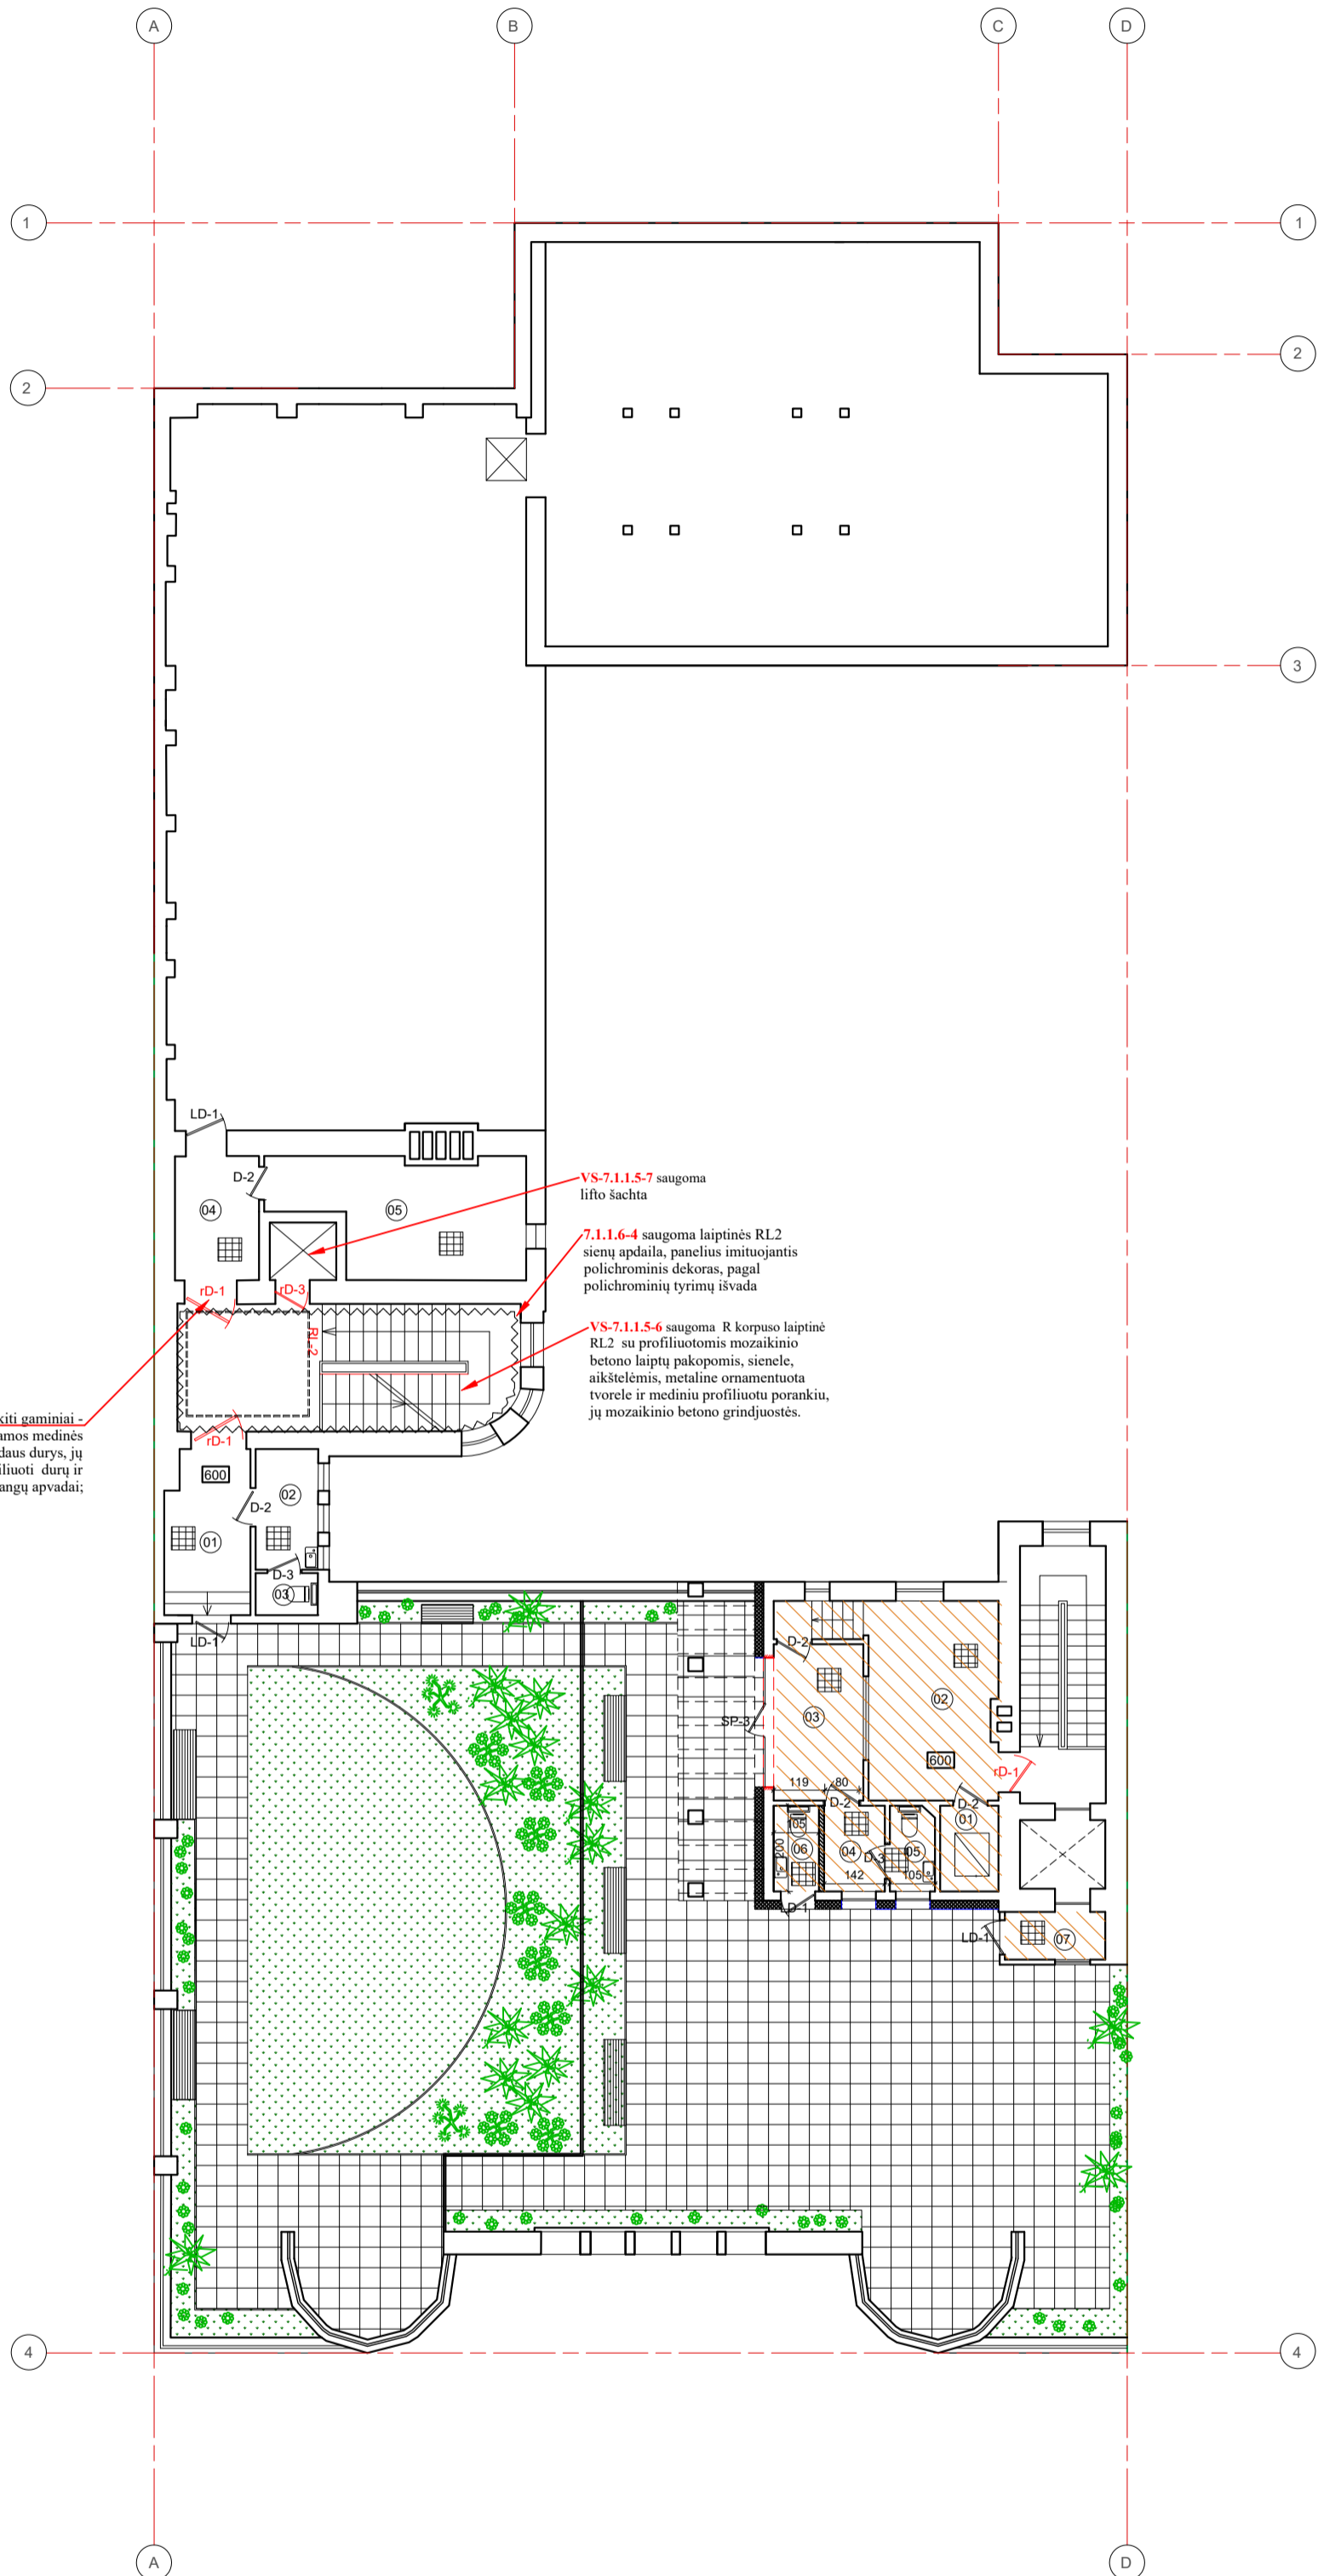 A
B
C
D
1
1
2
2
3
LD-1
D-2
04
05
VS-7.1.1.5-7 saugoma
lifto šachta
7.1.1.6-4 saugoma laiptinės RL2
sienų apdaila, panelius imituojantis
polichrominis dekoras, pagal
polichrominių tyrimų išvada
rD-1
rD-3
RL-2
VS-7.1.1.5-6 saugoma R korpuso laiptinė
RL2 su profiliuotomis mozaikinio
betono laiptų pakopomis, sienele,
aikštelėmis, metaline ornamentuota
tvorele ir mediniu profiliuotu porankiu,
jų mozaikinio betono grindjuostės.
kiti gaminiai -
amos medinės
daus durys, jų
iliuoti durų ir
angų apvadai;
rD-1
600
02
D-2
01
D-3
03
LD-1
D-2
02
03
SP-3
600
rD-1
119
80
D-2
D-2
01
105
200
06
04
D-3
05
142
105
LD-1
LD-1
07
4
4
A
D